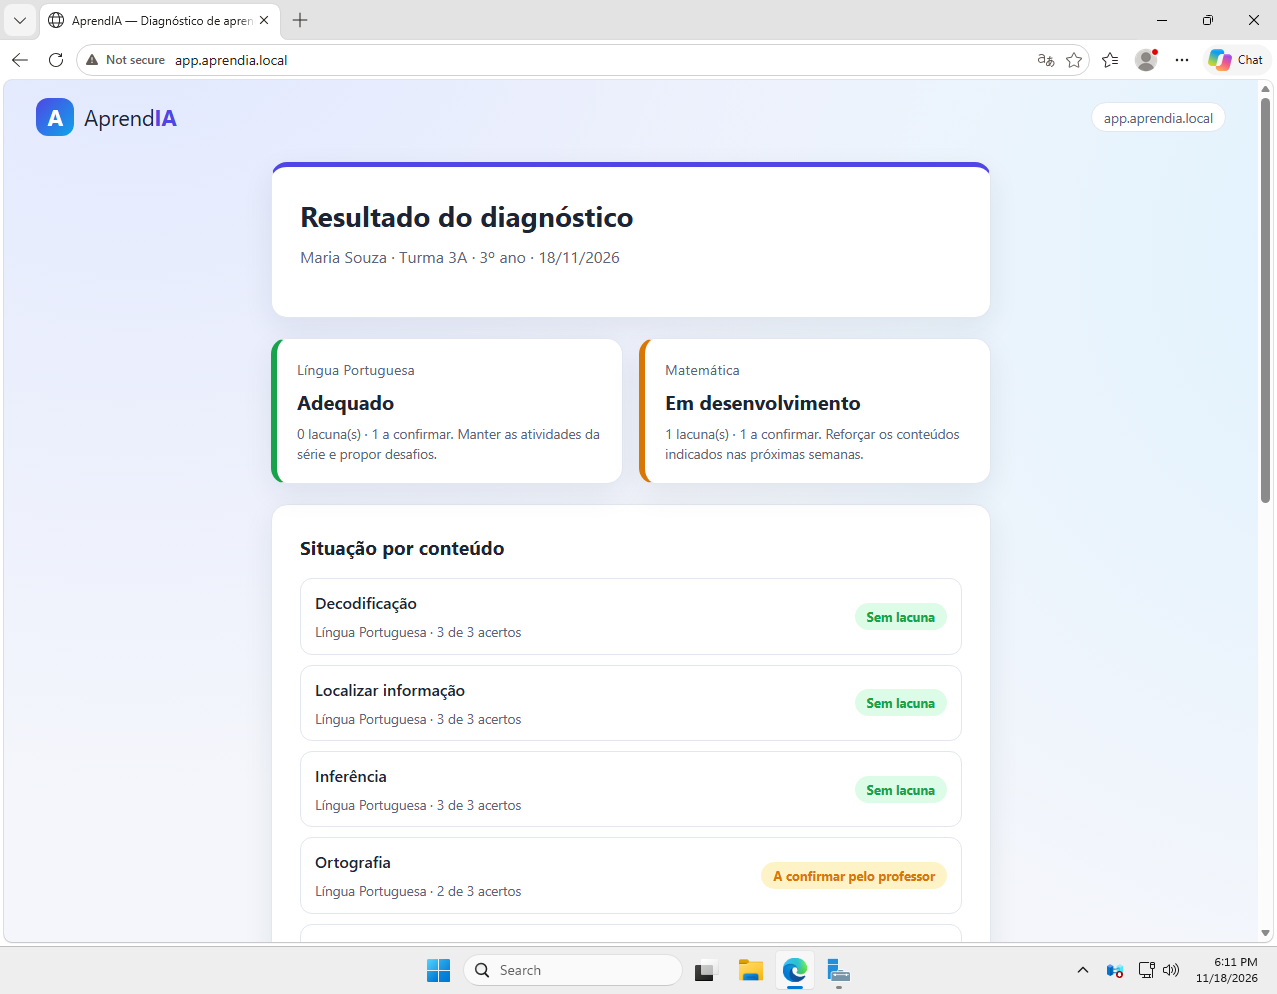 AprendIA — Diagnóstico de apren
Not secure
app.aprendia.local
Chat
A
AprendIA
app.aprendia.local
Resultado do diagnóstico
Maria Souza · Turma 3A · 3º ano · 18/11/2026
Língua Portuguesa
Adequado
0 lacuna(s) · 1 a confirmar. Manter as atividades da
série e propor desafios.
Matemática
Em desenvolvimento
1 lacuna(s) · 1 a confirmar. Reforçar os conteúdos
indicados nas próximas semanas.
Situação por conteúdo
Decodificação
Língua Portuguesa · 3 de 3 acertos
Sem lacuna
Localizar informação
Língua Portuguesa · 3 de 3 acertos
Sem lacuna
Inferência
Língua Portuguesa · 3 de 3 acertos
Sem lacuna
Ortografia
Língua Portuguesa · 2 de 3 acertos
A confirmar pelo professor
Search
6:11 PM
11/18/2026